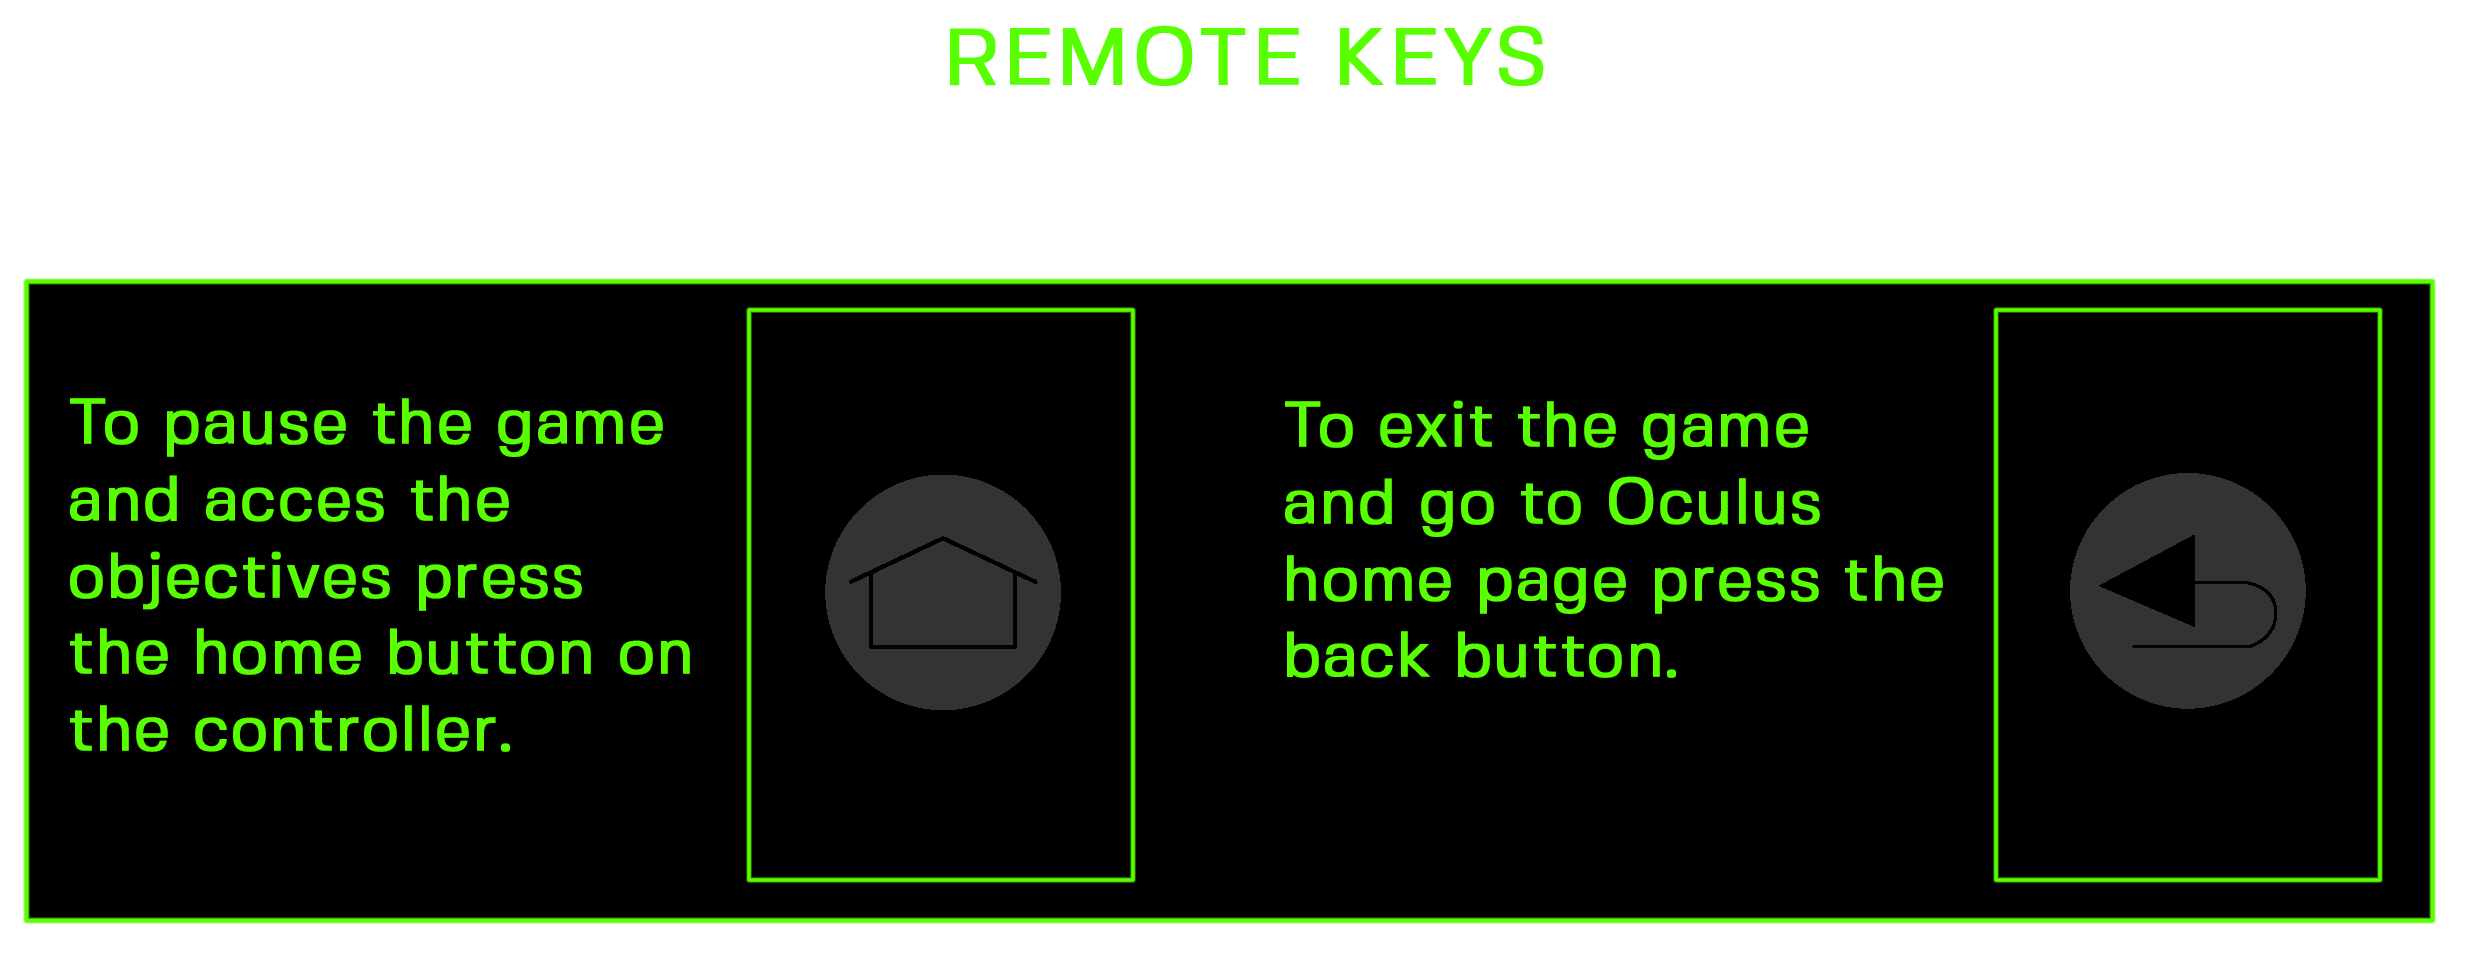 REMOTE KEYS
To pause the game
and acces the
objectives press
the home button on
the controller.
To exit the game
and go to Oculus
home page press the
back button.